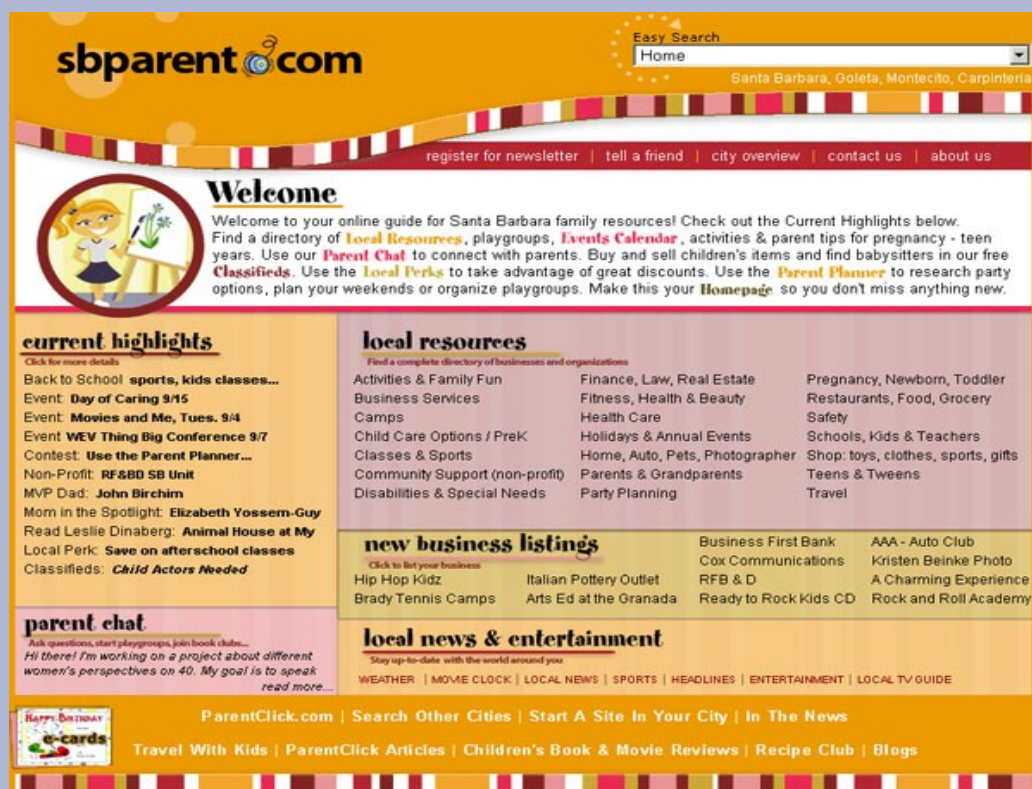 sbparent.com
Easy Search
Home
Santa Barbara, Goleta, Montecito, Carpinteria
register for newsletter | tell a friend | city overview | contact us | about us
Welcome
Welcome to your online guide for Santa Barbara family resources! Check out the Current Highlights below.
Find a directory of Local Resources, playgroups, Events Calendar, activities & parent tips for pregnancy - teen
years. Use our Parent Chat to connect with parents. Buy and sell children's items and find babysitters in our free
Classifieds. Use the Local Perks to take advantage of great discounts. Use the Parent Planner to research party
options, plan your weekends or organize playgroups. Make this your Homepage so you don't miss anything new.
current highlights
Click for more details
Back to School sports, kids classes...
Event: Day of Caring 9/15
Event: Movies and Me, Tues. 9/4
Event WEV Thing Big Conference 9/7
Contest: Use the Parent Planner...
Non-Profit: RF&BD SB Unit
MVP Dad: John Birchim
Mom in the Spotlight: Elizabeth Yossem-Guy
Read Leslie Dinaberg: Animal House at My
Local Perk: Save on afterschool classes
Classifieds: Child Actors Needed
parent chat
Ask questions, start playgroups, join book clubs...
Hi there! I'm working on a project about different
women's perspectives on 40. My goal is to speak
read more...
local resources
Find a complete directory of businesses and organizations
Activities & Family Fun
Business Services
Camps
Child Care Options / PreK
Classes & Sports
Community Support (non-profit)
Disabilities & Special Needs
Finance, Law, Real Estate
Fitness, Health & Beauty
Health Care
Holidays & Annual Events
Home, Auto, Pets, Photographer
Parents & Grandparents
Party Planning
Pregnancy, Newborn, Toddler
Restaurants, Food, Grocery
Safety
Schools, Kids & Teachers
Shop: toys, clothes, sports, gifts
Teens & Tweens
Travel
new business listings
Click to list your business
Hip Hop Kidz
Brady Tennis Camps
Italian Pottery Outlet
Arts Ed at the Granada
Business First Bank
Cox Communications
RFB & D
Ready to Rock Kids CD
AAA - Auto Club
Kristen Beinke Photo
A Charming Experience
Rock and Roll Academy
local news & entertainment
Stay up-to-date with the world around you
WEATHER | MOVIE CLOCK | LOCAL NEWS | SPORTS | HEADLINES | ENTERTAINMENT | LOCAL TV GUIDE
HAPPY BIRTHDAY
e-cards
ParentClick.com | Search Other Cities | Start A Site In Your City | In The News
Travel With Kids | ParentClick Articles | Children's Book & Movie Reviews | Recipe Club | Blogs